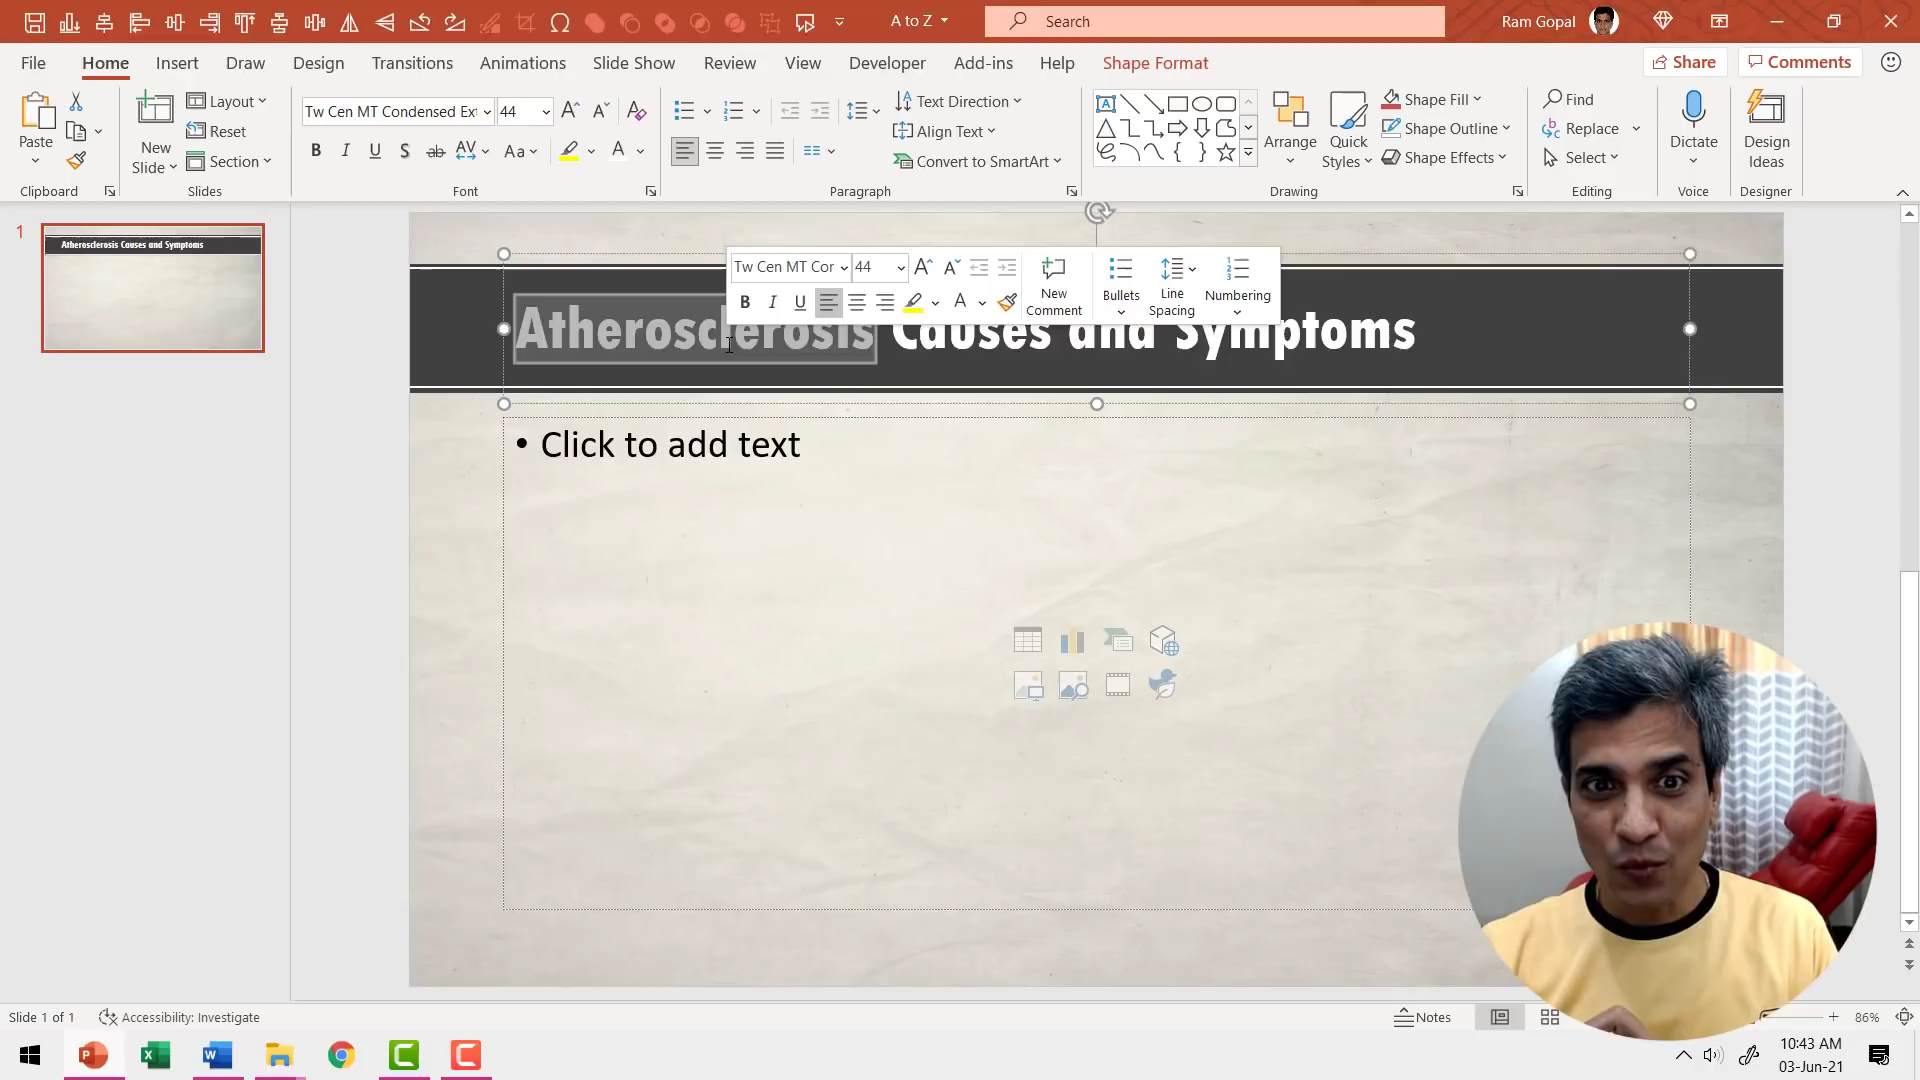 A to Z
Search
Ram Gopal
File Home Insert Draw Design Transitions Animations Slide Show Review View Developer Add-ins Help Shape Format
Share Comments
Paste
Clipboard
New Slide
Layout
Reset
Section
Slides
Tw Cen MT Condensed Ext 44
Font
Text Direction
Align Text
Convert to SmartArt
Paragraph
Arrange
Quick Styles
Shape Fill
Shape Outline
Shape Effects
Drawing
Find
Replace
Select
Editing
Dictate
Voice
Design Ideas
Designer
1
Atherosclerosis Causes and Symptoms
Tw Cen MT Cor 44
New Comment
Bullets
Line Spacing
Numbering
Atherosclerosis Causes and Symptoms
• Click to add text
Slide 1 of 1
Accessibility: Investigate
Notes
86%
10:43 AM
03-Jun-21